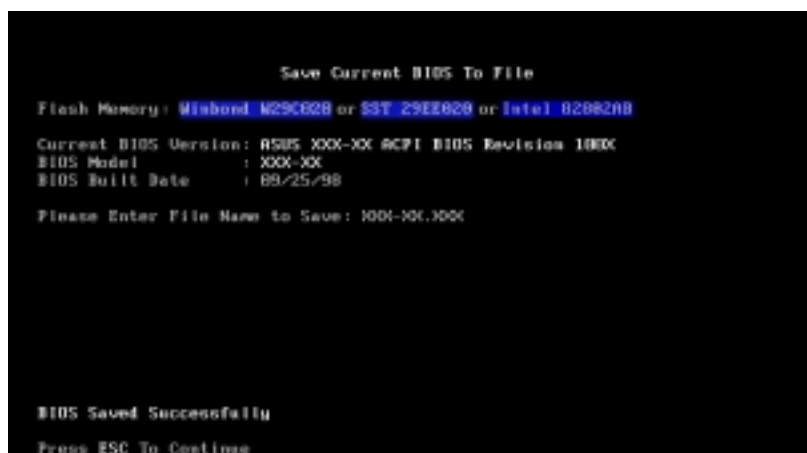 Save Current BIOS To File
Flash Memory: Winbond W29C020 or SST 29EE020 or Intel 82802AB
Current BIOS Version: ASUS XXX-XX ACPI BIOS Revision 100X
BIOS Model : XXX-XX
BIOS Built Date : 09/25/98
Please Enter File Name to Save: XXX-XX.XXX
BIOS Saved Successfully
Press ESC To Continue